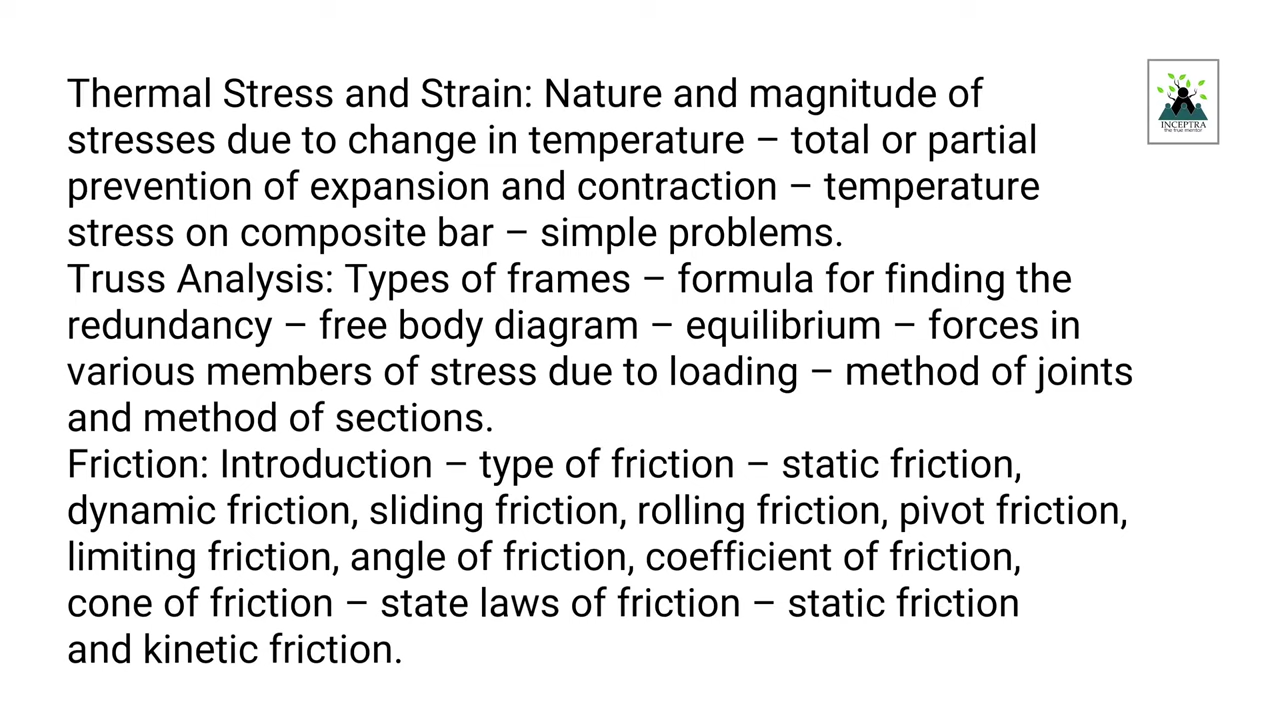 Thermal Stress and Strain: Nature and magnitude of
stresses due to change in temperature – total or partial
prevention of expansion and contraction – temperature
stress on composite bar – simple problems.
Truss Analysis: Types of frames – formula for finding the
redundancy – free body diagram – equilibrium – forces in
various members of stress due to loading – method of joints
and method of sections.
Friction: Introduction – type of friction – static friction,
dynamic friction, sliding friction, rolling friction, pivot friction,
limiting friction, angle of friction, coefficient of friction,
cone of friction – state laws of friction – static friction
and kinetic friction.
INCEPTRA
the true mentor